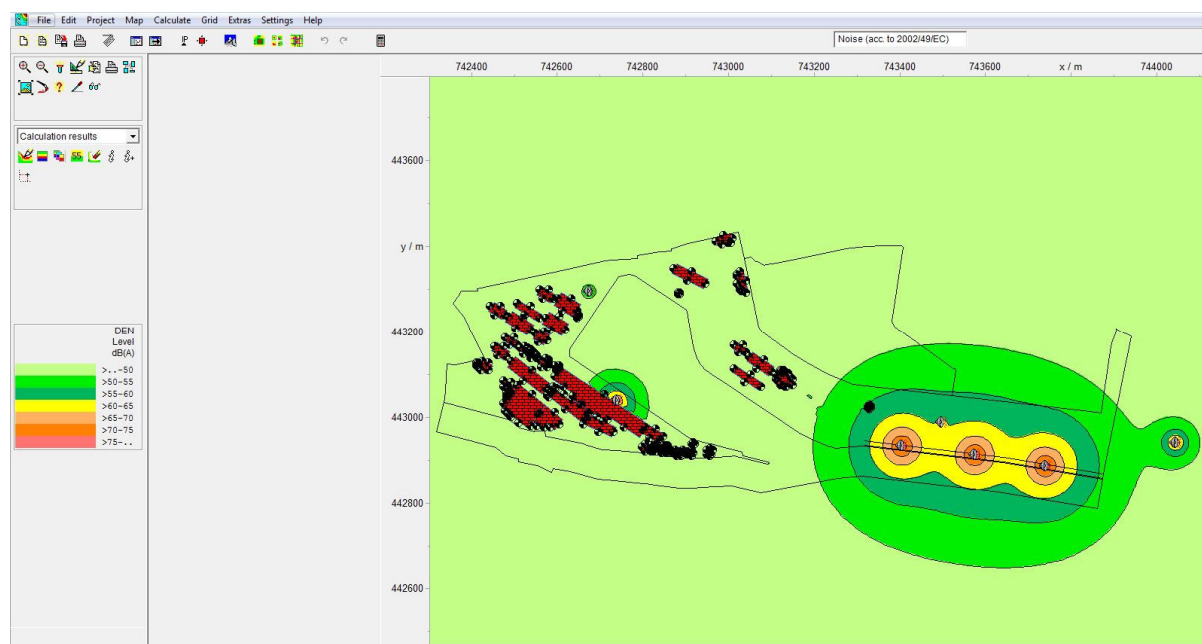 File Edit Project Map Calculate Grid Extras Settings Help
Noise (acc. to 2002/49/EC)
742400 742600 742800 743000 743200 743400 743600 x / m 744000
Calculation results
55
443600
y / m
443200
443000
442800
442600
DEN
Level
dB(A)
>..-50
>50-55
>55-60
>60-65
>65-70
>70-75
>75-..